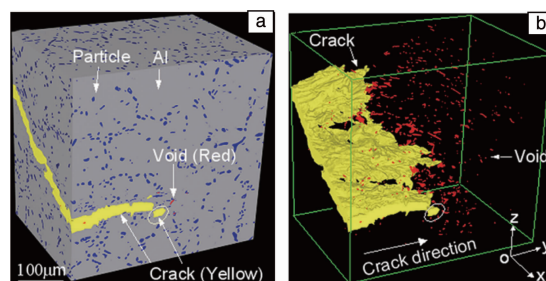 a
Particle
Al
Void (Red)
Crack (Yellow)
100μm
b
Crack
Void
Crack direction
z
y
o
x